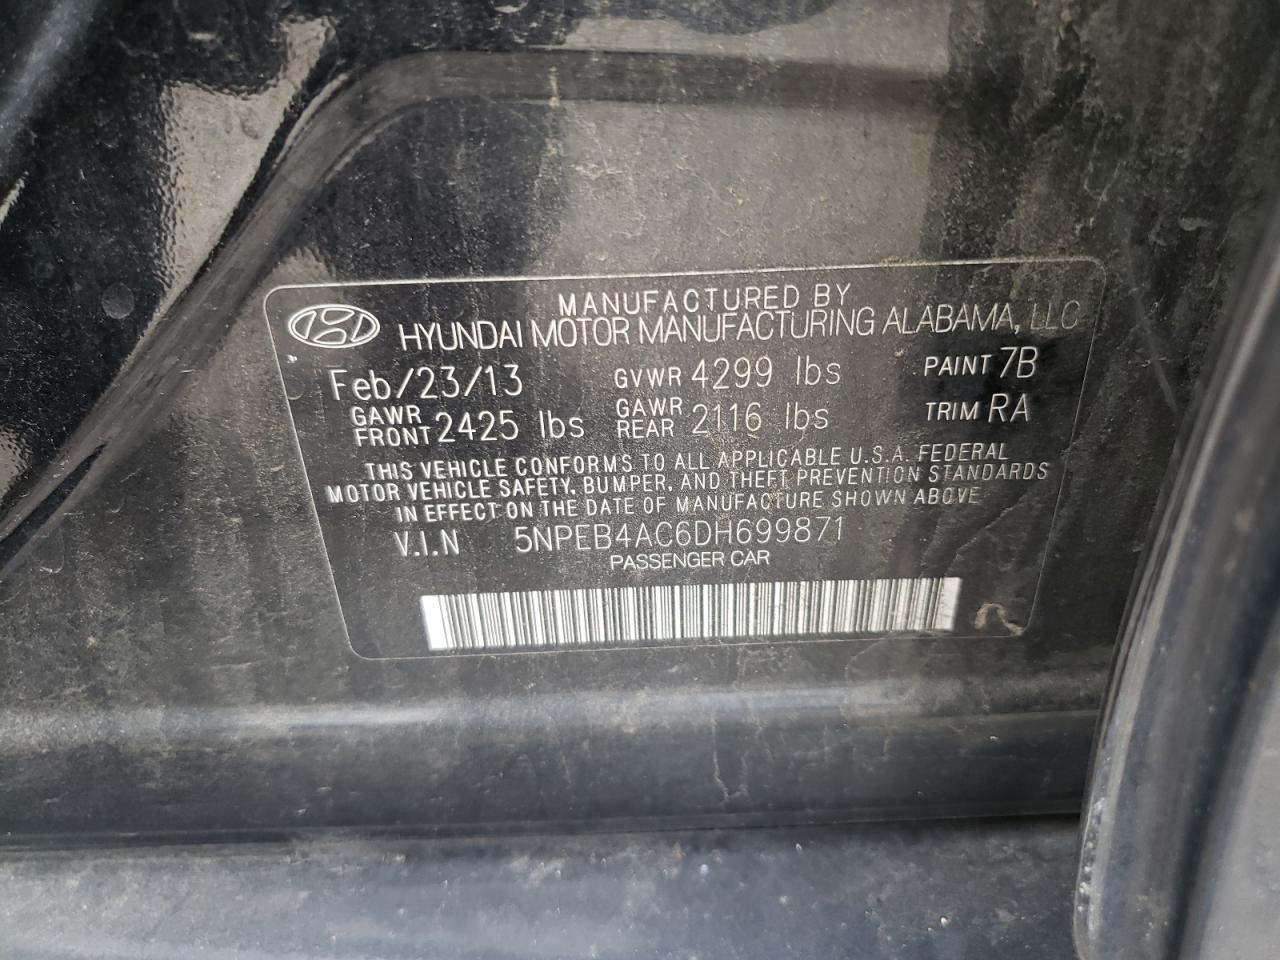 MANUFACTURED BY
HYUNDAI MOTOR MANUFACTURING ALABAMA, LLC
Feb/23/13 GVWR 4299 lbs PAINT 7B
GAWR FRONT 2425 lbs GAWR REAR 2116 lbs TRIM RA
THIS VEHICLE CONFORMS TO ALL APPLICABLE U.S.A. FEDERAL
MOTOR VEHICLE SAFETY, BUMPER, AND THEFT PREVENTION STANDARDS
IN EFFECT ON THE DATE OF MANUFACTURE SHOWN ABOVE
V.I.N 5NPEB4AC6DH699871
PASSENGER CAR